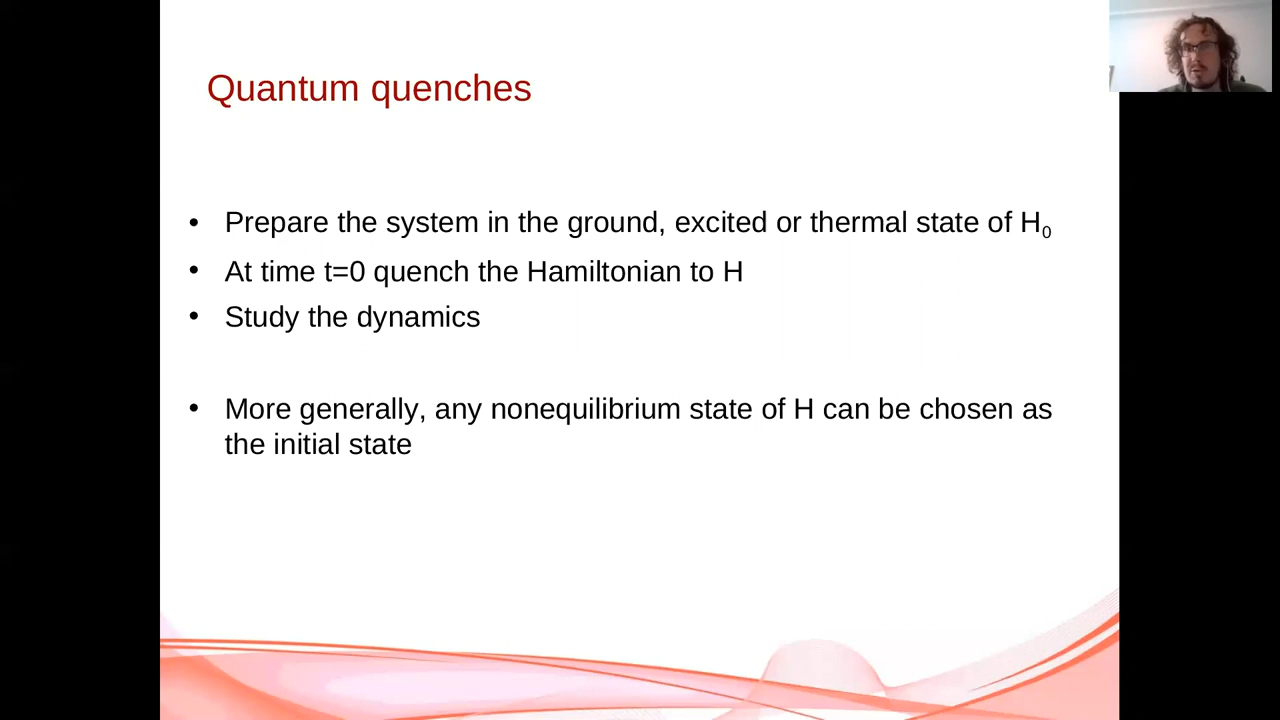 Quantum quenches
• Prepare the system in the ground, excited or thermal state of H₀
• At time t=0 quench the Hamiltonian to H
• Study the dynamics
• More generally, any nonequilibrium state of H can be chosen as
the initial state